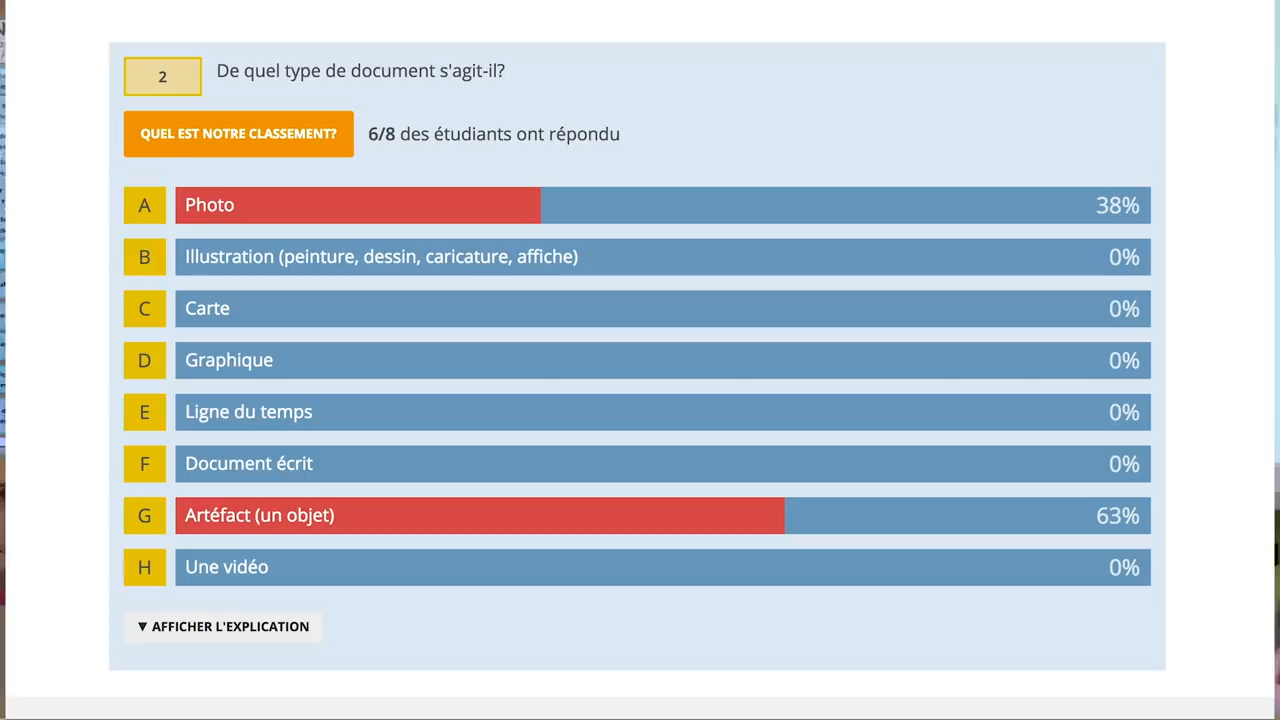 2 De quel type de document s'agit-il?
QUEL EST NOTRE CLASSEMENT? 6/8 des étudiants ont répondu
A Photo 38%
B Illustration (peinture, dessin, caricature, affiche) 0%
C Carte 0%
D Graphique 0%
E Ligne du temps 0%
F Document écrit 0%
G Artéfact (un objet) 63%
H Une vidéo 0%
▼ AFFICHER L'EXPLICATION